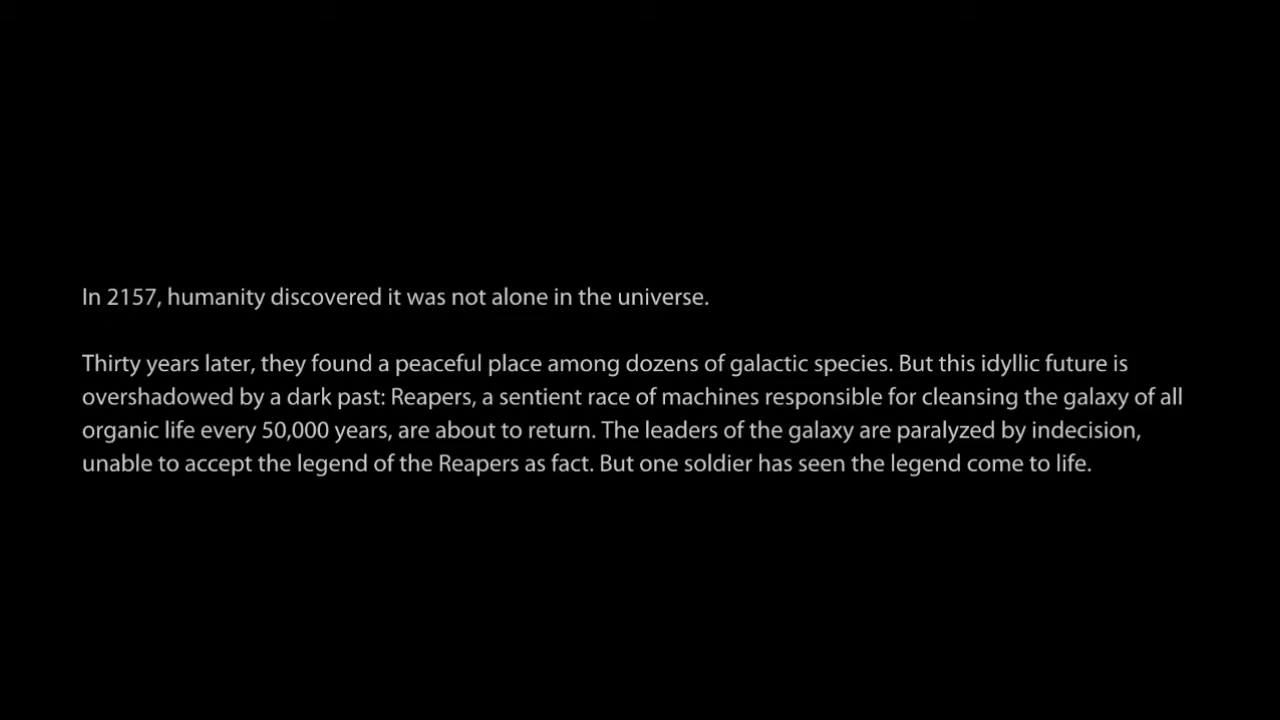 In 2157, humanity discovered it was not alone in the universe.
Thirty years later, they found a peaceful place among dozens of galactic species. But this idyllic future is
overshadowed by a dark past: Reapers, a sentient race of machines responsible for cleansing the galaxy of all
organic life every 50,000 years, are about to return. The leaders of the galaxy are paralyzed by indecision,
unable to accept the legend of the Reapers as fact. But one soldier has seen the legend come to life.